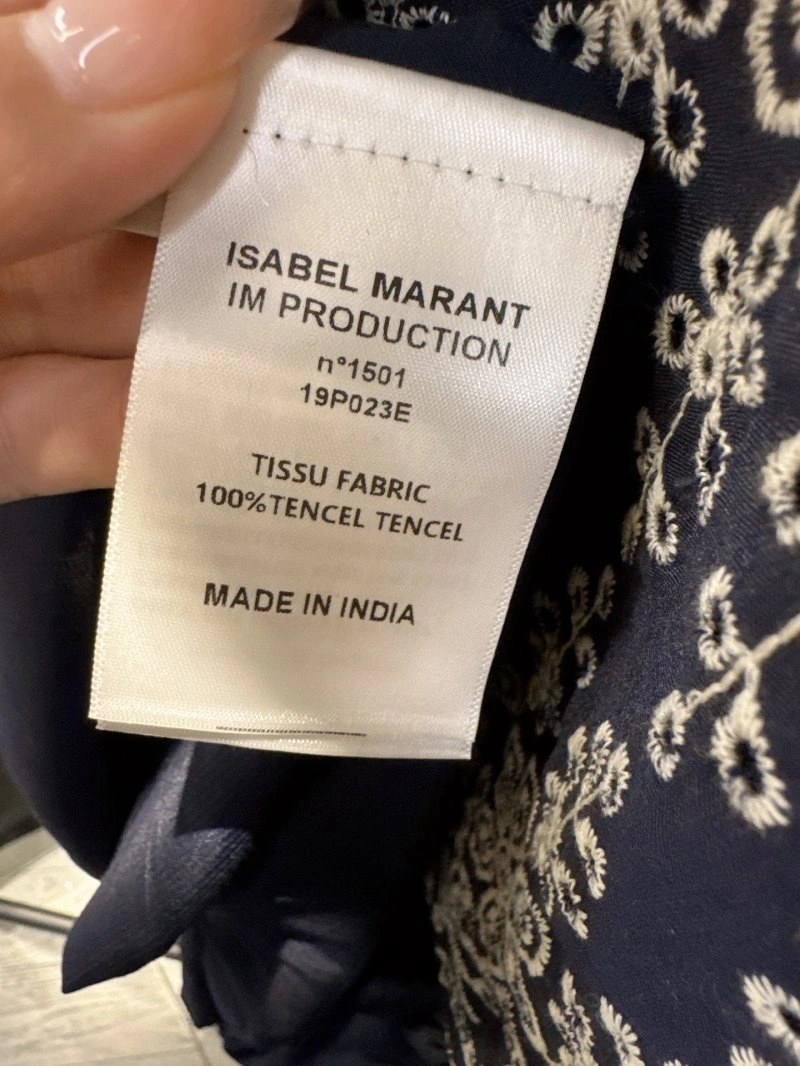 ISABEL MARANT
IM PRODUCTION
n°1501
19P023E
TISSU FABRIC
100%TENCEL TENCEL
MADE IN INDIA